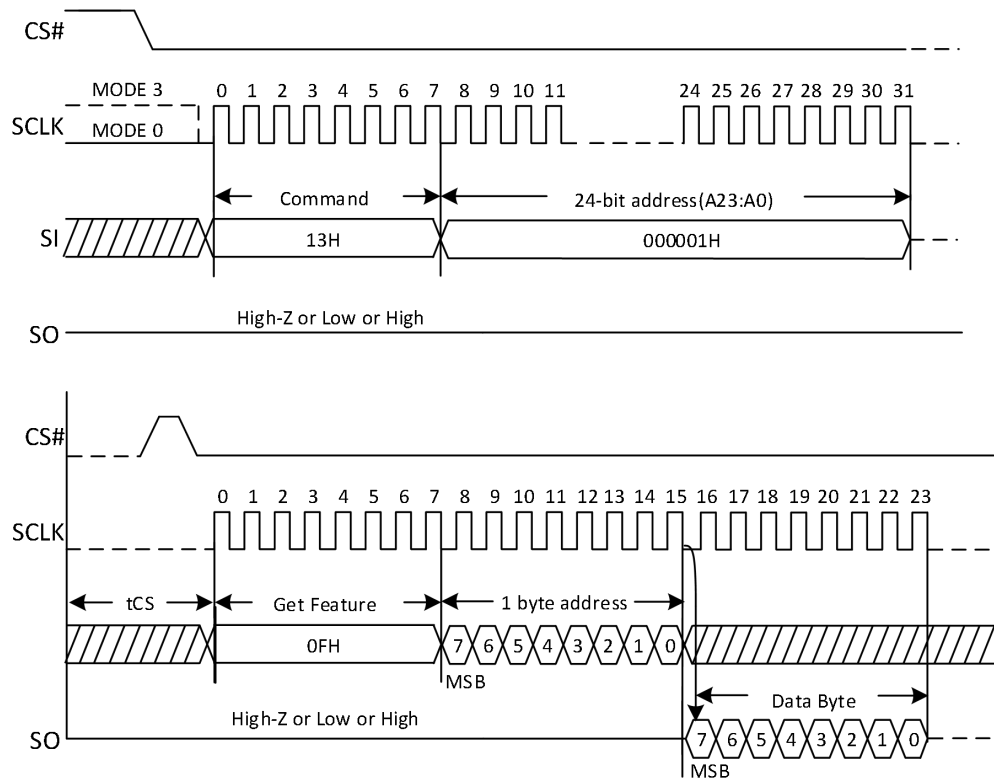 CS#
MODE 3
0 1 2 3 4 5 6 7 8 9 10 11 24 25 26 27 28 29 30 31
SCLK
MODE 0
Command 24-bit address(A23:A0)
SI 13H 000001H
High-Z or Low or High
SO
CS#
0 1 2 3 4 5 6 7 8 9 10 11 12 13 14 15 16 17 18 19 20 21 22 23
SCLK
tCS Get Feature 1 byte address
0FH 7 6 5 4 3 2 1 0
MSB
Data Byte
High-Z or Low or High
SO 7 6 5 4 3 2 1 0
MSB